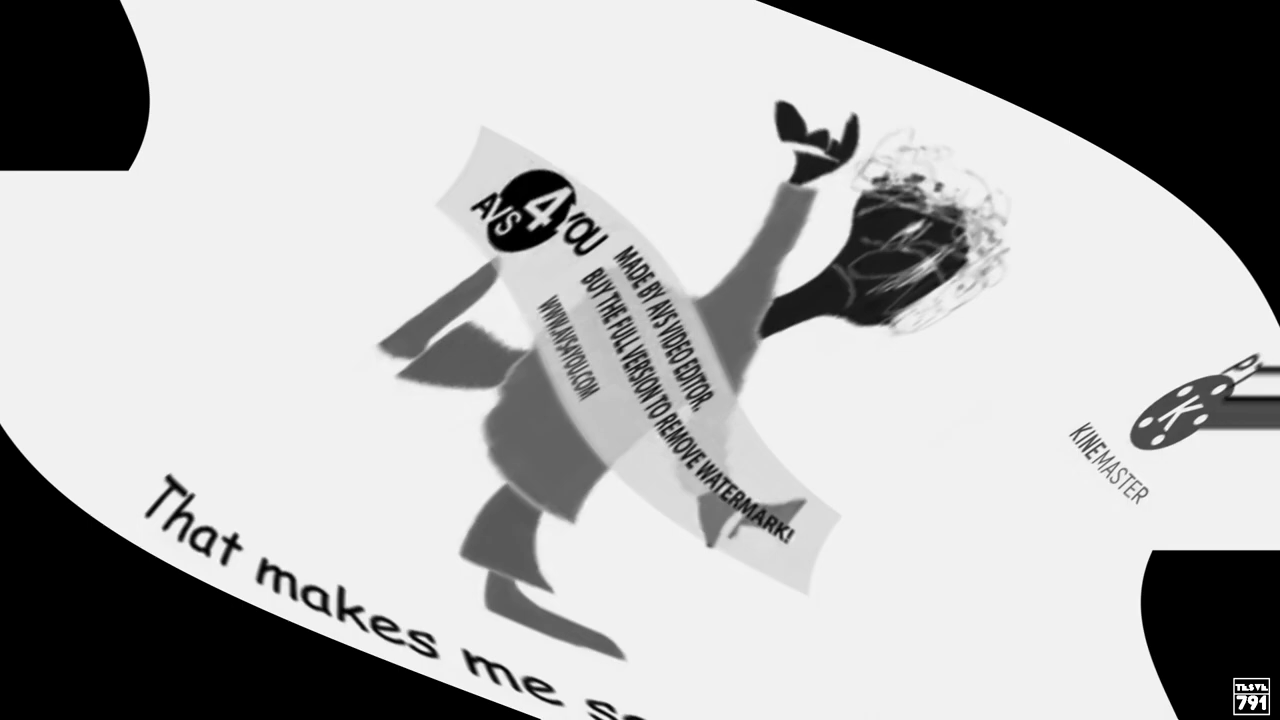 AVS4YOU
MADE BY AVS VIDEO EDITOR.
BUY THE FULL VERSION TO REMOVE WATERMARK!
WWW.AVS4YOU.COM
K
KINEMASTER
That makes me
791